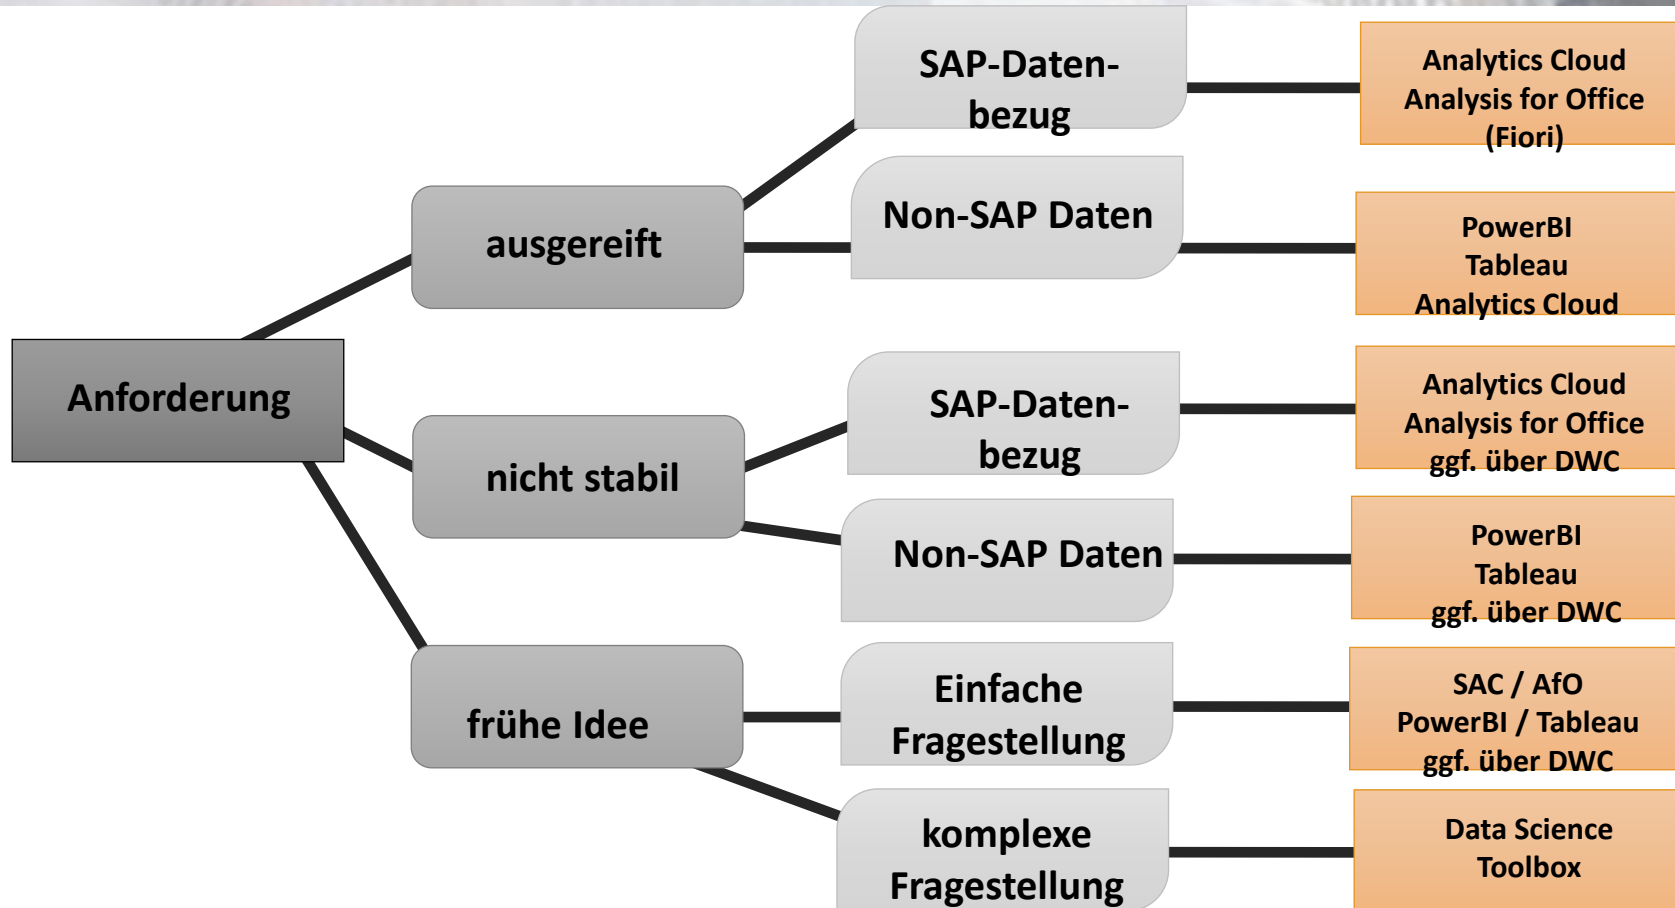 Anforderung
ausgereift
SAP-Daten-
bezug
Analytics Cloud
Analysis for Office
(Fiori)
Non-SAP Daten
PowerBI
Tableau
Analytics Cloud
nicht stabil
SAP-Daten-
bezug
Analytics Cloud
Analysis for Office
ggf. über DWC
Non-SAP Daten
PowerBI
Tableau
ggf. über DWC
frühe Idee
Einfache
Fragestellung
SAC / AfO
PowerBI / Tableau
ggf. über DWC
komplexe
Fragestellung
Data Science
Toolbox